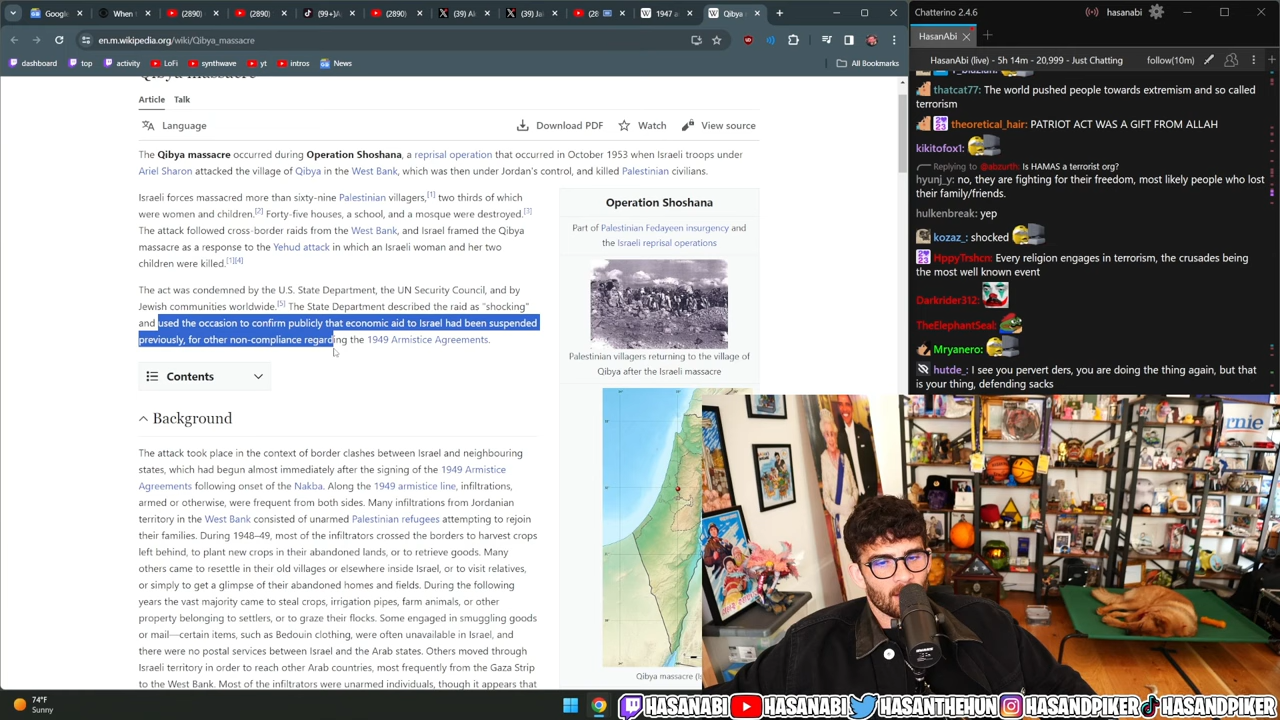 Google
When t
(2890)
(2890)
(99+)
(2890)
(39) Al
(39) Ja
(28
1947 a
Qibya
en.m.wikipedia.org/wiki/Qibya_massacre
dashboard
top
activity
LoFi
synthwave
yt
intros
News
All Bookmarks
Qibya massacre
Article Talk
Language
Download PDF
Watch
View source
The Qibya massacre occurred during Operation Shoshana, a reprisal operation that occurred in October 1953 when Israeli troops under
Ariel Sharon attacked the village of Qibya in the West Bank, which was then under Jordan's control, and killed Palestinian civilians.
Israeli forces massacred more than sixty-nine Palestinian villagers,[1] two thirds of which
were women and children.[2] Forty-five houses, a school, and a mosque were destroyed.[3]
The attack followed cross-border raids from the West Bank, and Israel framed the Qibya
massacre as a response to the Yehud attack in which an Israeli woman and her two
children were killed.[1][4]
The act was condemned by the U.S. State Department, the UN Security Council, and by
Jewish communities worldwide.[5] The State Department described the raid as "shocking"
and used the occasion to confirm publicly that economic aid to Israel had been suspended
previously, for other non-compliance regarding the 1949 Armistice Agreements.
Contents
Background
The attack took place in the context of border clashes between Israel and neighbouring
states, which had begun almost immediately after the signing of the 1949 Armistice
Agreements following onset of the Nakba. Along the 1949 armistice line, infiltrations,
armed or otherwise, were frequent from both sides. Many infiltrations from Jordanian
territory in the West Bank consisted of unarmed Palestinian refugees attempting to rejoin
their families. During 1948–49, most of the infiltrators crossed the borders to harvest crops
left behind, to plant new crops in their abandoned lands, or to retrieve goods. Many
others came to resettle in their old villages or elsewhere inside Israel, or to visit relatives,
or simply to get a glimpse of their abandoned homes and fields. During the following
years the vast majority came to steal crops, irrigation pipes, farm animals, or other
property belonging to settlers, or to graze their flocks. Some engaged in smuggling goods
or mail—certain items, such as Bedouin clothing, were often unavailable in Israel, and
there were no postal services between Israel and the Arab states. Others moved through
Israeli territory in order to reach other Arab countries, most frequently from the Gaza Strip
to the West Bank. Most of the infiltrators were unarmed individuals, though it appears that
Operation Shoshana
Part of Palestinian Fedayeen insurgency and
the Israeli reprisal operations
Palestinian villagers returning to the village of
Qibya after the Israeli massacre
Qibya massacre (
Chatterino 2.4.6
hasanabi
HasanAbi
HasanAbi (live) - 5h 14m - 20,999 - Just Chatting
follow(10m)
thatcat77: The world pushed people towards extremism and so called
terrorism
theoretical_hair: PATRIOT ACT WAS A GIFT FROM ALLAH
kikitofox1:
Replying to @abzurth: Is HAMAS a terrorist org?
hyunj_y: no, they are fighting for their freedom, most likely people who lost
their family/friends.
hulkenbreak: yep
kozaz_: shocked
HppyTrshcn: Every religion engages in terrorism, the crusades being
the most well known event
Darkrider312:
TheElephantSeal:
Mryanero:
hutde_: I see you pervert ders, you are doing the thing again, but that
is your thing, defending sacks
rnie
74°F
Sunny
HASANABI
HASANABI
HASANTHEHUN
HASANDPIKER
HASANDPIKER